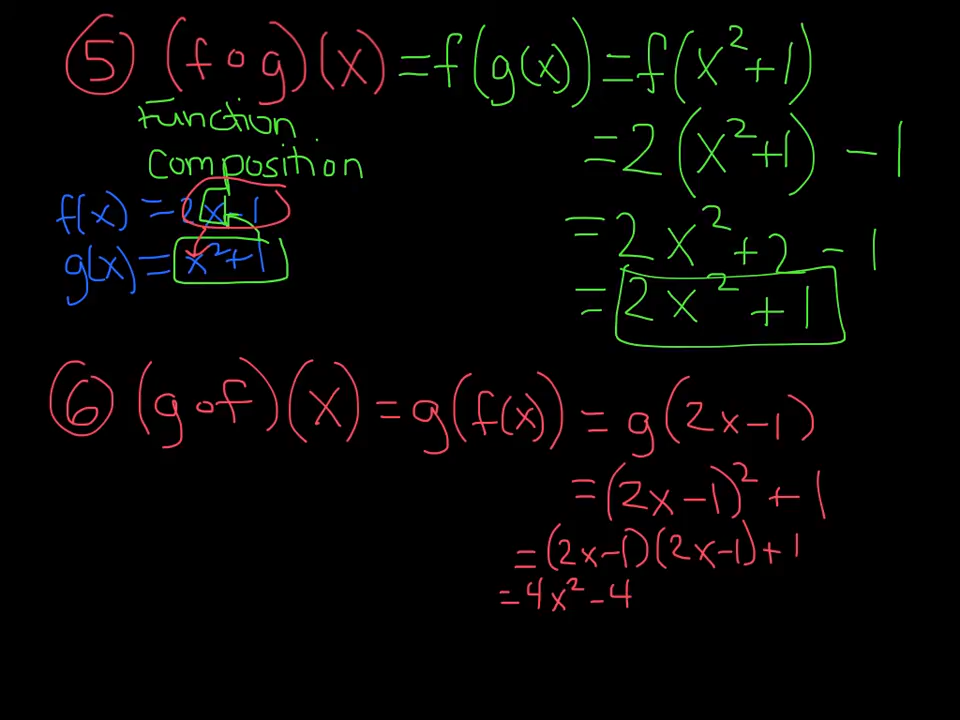 5 (f∘g)(x) = f(g(x)) = f(x²+1)
Function
= 2(x²+1) - 1
Composition
f(x) = 2x-1
= 2x²+2-1
g(x) = x²+1
= 2x²+1
6 (g∘f)(x) = g(f(x)) = g(2x-1)
= (2x-1)²+1
= (2x-1)(2x-1)+1
= 4x²-4